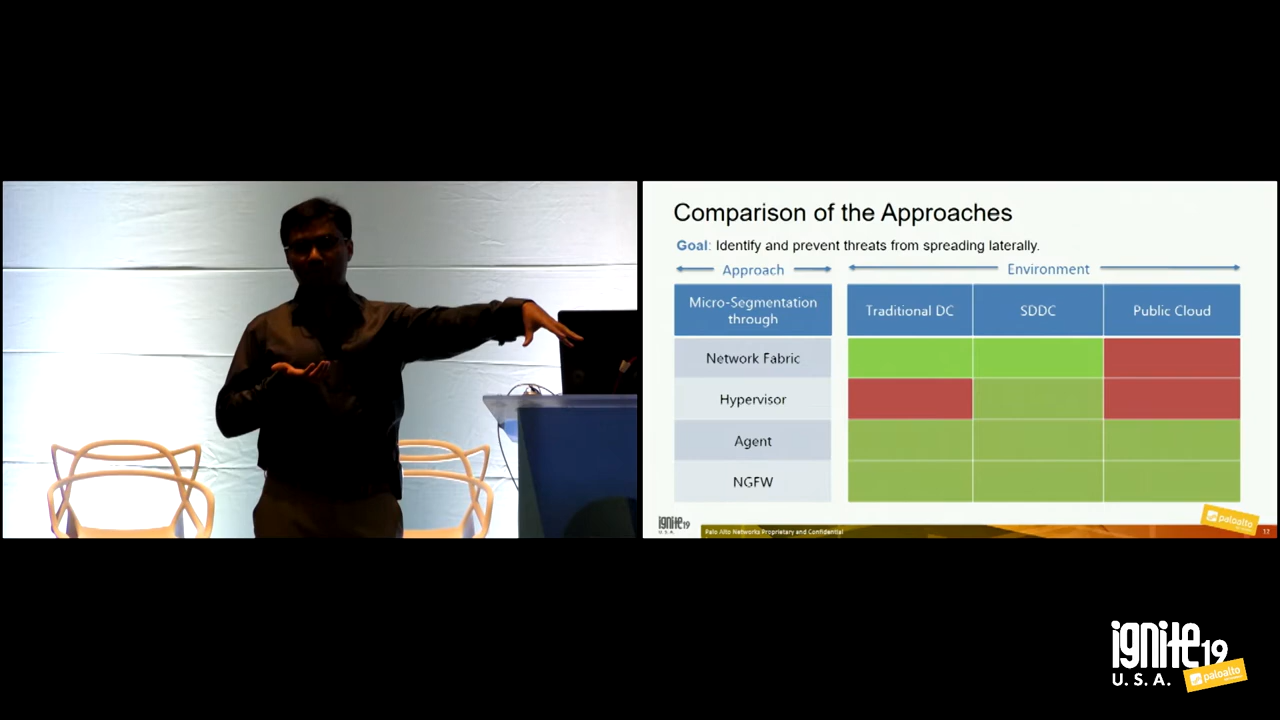 Comparison of the Approaches
Goal: Identify and prevent threats from spreading laterally.
Approach
Environment
Micro-Segmentation
through
Traditional DC
SDDC
Public Cloud
Network Fabric
Hypervisor
Agent
NGFW
ignite19
U.S.A.
Palo Alto Networks Proprietary and Confidential
paloalto
12
ignite19
U.S.A.
paloalto